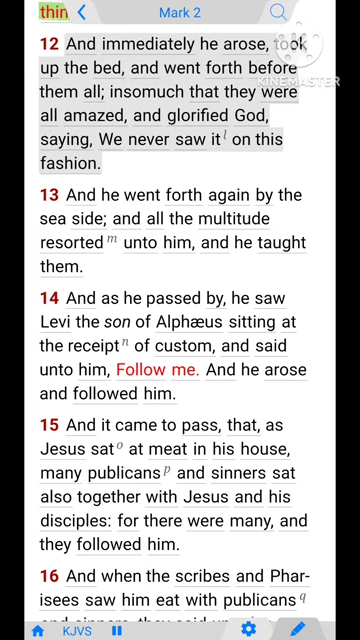 thin
Mark 2
KINEMASTER
12 And immediately he arose, took
up the bed, and went forth before
them all; insomuch that they were
all amazed, and glorified God,
saying, We never saw it l on this
fashion.
13 And he went forth again by the
sea side; and all the multitude
resorted m unto him, and he taught
them.
14 And as he passed by, he saw
Levi the son of Alphæus sitting at
the receipt n of custom, and said
unto him, Follow me. And he arose
and followed him.
15 And it came to pass, that, as
Jesus sat o at meat in his house,
many publicans p and sinners sat
also together with Jesus and his
disciples: for there were many, and
they followed him.
16 And when the scribes and Phar-
isees saw him eat with publicans q
KJVS